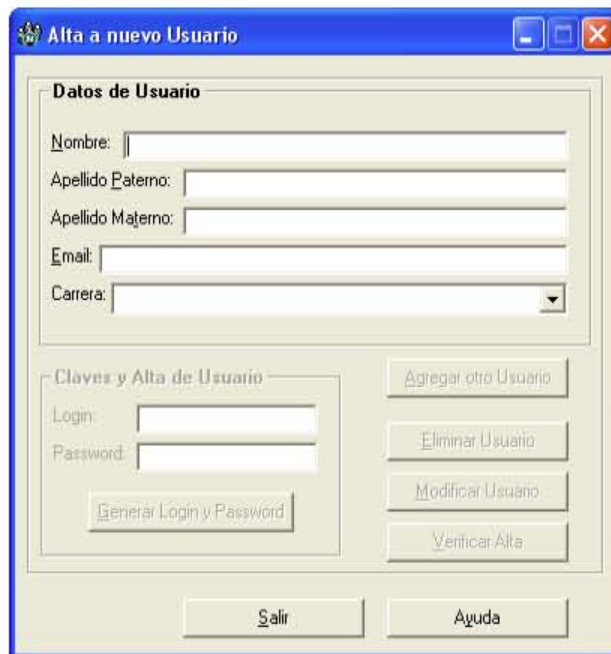 Alta a nuevo Usuario
Datos de Usuario
Nombre:
Apellido Paterno:
Apellido Materno:
Email:
Carrera:
Claves y Alta de Usuario
Login:
Password:
Generar Login y Password
Agregar otro Usuario
Eliminar Usuario
Modificar Usuario
Verificar Alta
Salir
Ayuda